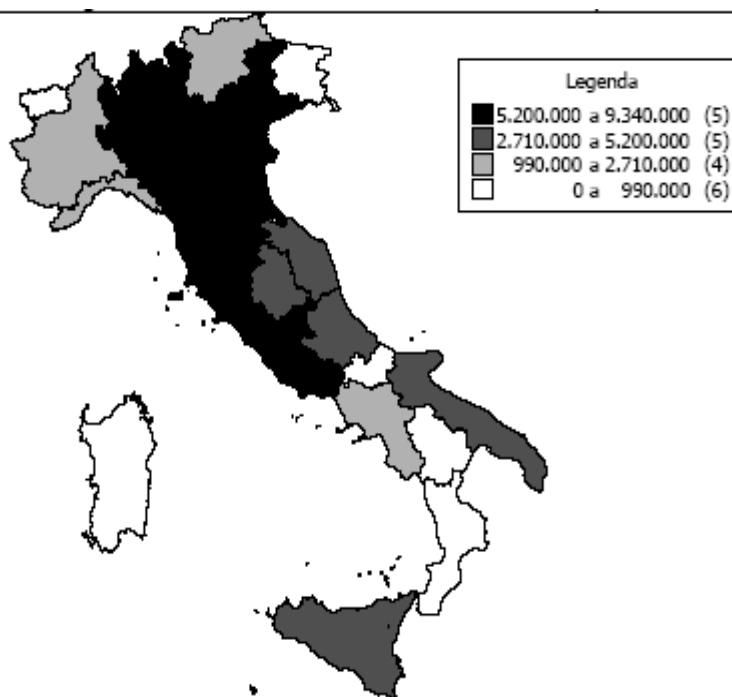 Legenda
5.200.000 a 9.340.000 (5)
2.710.000 a 5.200.000 (5)
990.000 a 2.710.000 (4)
0 a 990.000 (6)